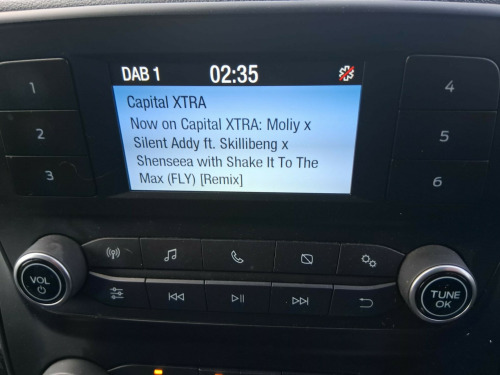 DAB 1 02:35
1
4
Capital XTRA
Now on Capital XTRA: Moliy x
Silent Addy ft. Skillibeng x
Shenseea with Shake It To The
Max (FLY) [Remix]
2
5
3
6
VOL
TUNE
OK